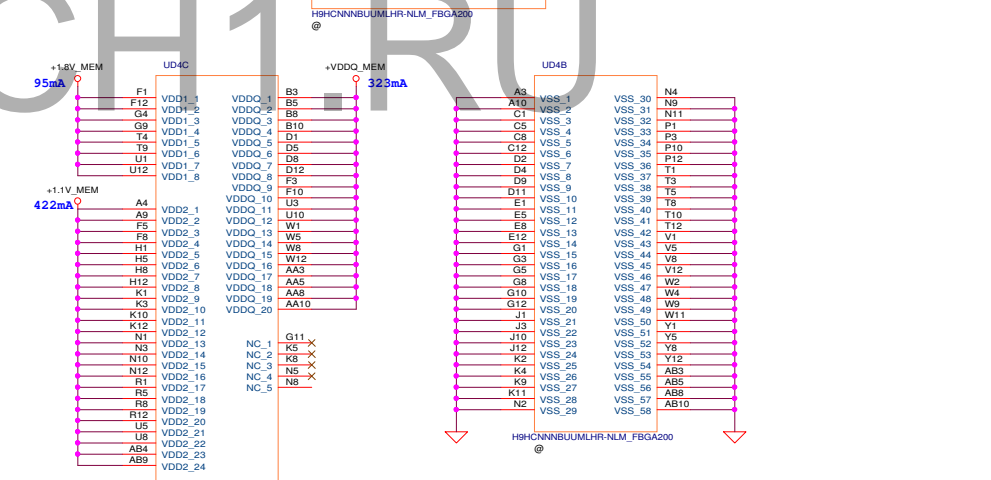 CH1.RU
H9HCNNNBUUMLHR-NLM_FBGA200
@
+1.8V_MEM
95mA
UD4C
+VDDQ_MEM
323mA
F1 VDD1_1
F12 VDD1_2
G4 VDD1_3
G9 VDD1_4
T4 VDD1_5
T9 VDD1_6
U1 VDD1_7
U12 VDD1_8
+1.1V_MEM
422mA
A4 VDD2_1
A9 VDD2_2
F5 VDD2_3
F8 VDD2_4
H1 VDD2_5
H5 VDD2_6
H8 VDD2_7
H12 VDD2_8
K1 VDD2_9
K3 VDD2_10
K10 VDD2_11
K12 VDD2_12
N1 VDD2_13
N3 VDD2_14
N10 VDD2_15
N12 VDD2_16
R1 VDD2_17
R5 VDD2_18
R8 VDD2_19
R12 VDD2_20
U5 VDD2_21
U8 VDD2_22
AB4 VDD2_23
AB9 VDD2_24
VDDQ_1 B3
VDDQ_2 B5
VDDQ_3 B8
VDDQ_4 B10
VDDQ_5 D1
VDDQ_6 D5
VDDQ_7 D8
VDDQ_8 D12
VDDQ_9 F3
VDDQ_10 F10
VDDQ_11 U3
VDDQ_12 U10
VDDQ_13 W1
VDDQ_14 W5
VDDQ_15 W8
VDDQ_16 W12
VDDQ_17 AA3
VDDQ_18 AA5
VDDQ_19 AA8
VDDQ_20 AA10
NC_1 G11
NC_2 K5
NC_3 K8
NC_4 N5
NC_5 N8
UD4B
A3 VSS_1
A10 VSS_2
C1 VSS_3
C5 VSS_4
C8 VSS_5
C12 VSS_6
D2 VSS_7
D4 VSS_8
D9 VSS_9
D11 VSS_10
E1 VSS_11
E5 VSS_12
E8 VSS_13
E12 VSS_14
G1 VSS_15
G3 VSS_16
G5 VSS_17
G8 VSS_18
G10 VSS_19
G12 VSS_20
J1 VSS_21
J3 VSS_22
J10 VSS_23
J12 VSS_24
K2 VSS_25
K4 VSS_26
K9 VSS_27
K11 VSS_28
N2 VSS_29
VSS_30 N4
VSS_31 N9
VSS_32 N11
VSS_33 P1
VSS_34 P3
VSS_35 P10
VSS_36 P12
VSS_37 T1
VSS_38 T3
VSS_39 T5
VSS_40 T8
VSS_41 T10
VSS_42 T12
VSS_43 V1
VSS_44 V5
VSS_45 V8
VSS_46 V12
VSS_47 W2
VSS_48 W4
VSS_49 W9
VSS_50 W11
VSS_51 Y1
VSS_52 Y5
VSS_53 Y8
VSS_54 Y12
VSS_55 AB3
VSS_56 AB5
VSS_57 AB8
VSS_58 AB10
H9HCNNNBUUMLHR-NLM_FBGA200
@